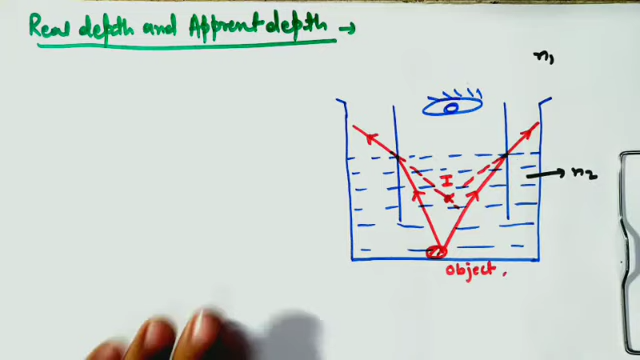 Real depth and Apprent depth →
n₁
I
n₂
object.